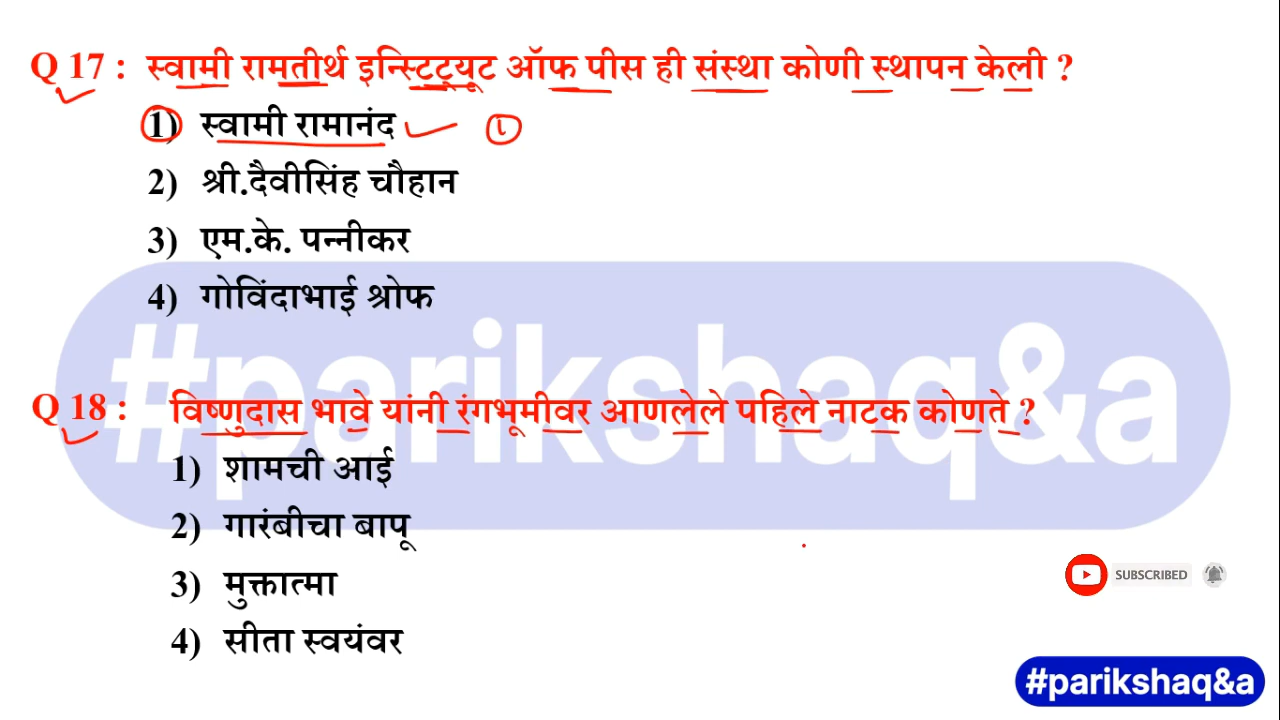 Q 17 : स्वामी रामतीर्थ इन्स्टिट्यूट ऑफ पीस ही संस्था कोणी स्थापन केली ?
1) स्वामी रामानंद ①
2) श्री.दैवीसिंह चौहान
3) एम.के. पन्नीकर
4) गोविंदाभाई श्रोफ
#parikshaq&a
Q 18 : विष्णुदास भावे यांनी रंगभूमीवर आणलेले पहिले नाटक कोणते ?
1) शामची आई
2) गारंबीचा बापू
3) मुक्तात्मा
4) सीता स्वयंवर
SUBSCRIBED
#parikshaq&a